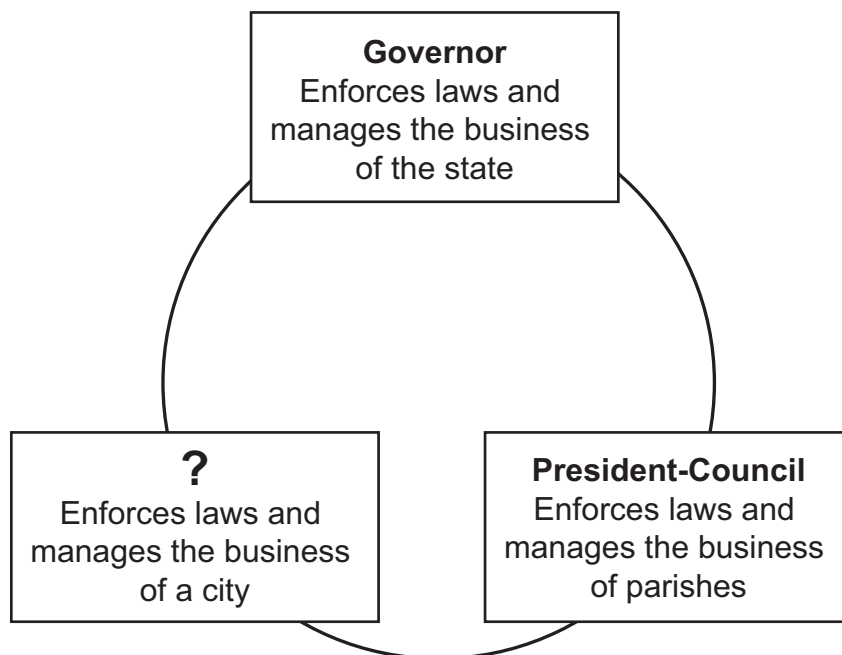 Governor
Enforces laws and
manages the business
of the state
?
Enforces laws and
manages the business
of a city
President-Council
Enforces laws and
manages the business
of parishes